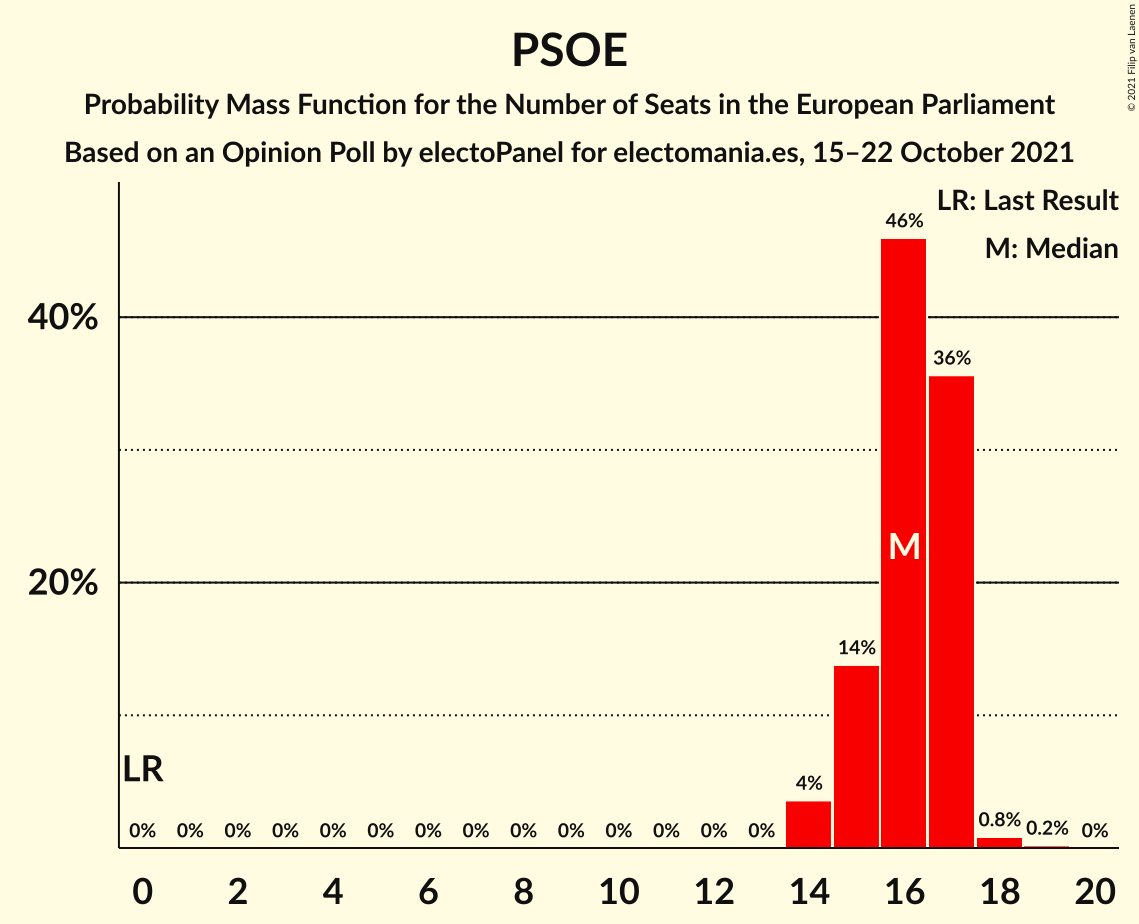 PSOE
Probability Mass Function for the Number of Seats in the European Parliament
Based on an Opinion Poll by electoPanel for electomania.es, 15–22 October 2021
© 2021 Filip van Laenen
LR: Last Result
M: Median
46%
40%
36%
M
20%
14%
LR
4%
0% 0% 0% 0% 0% 0% 0% 0% 0% 0% 0% 0% 0% 0% 0.8% 0.2% 0%
0 2 4 6 8 10 12 14 16 18 20